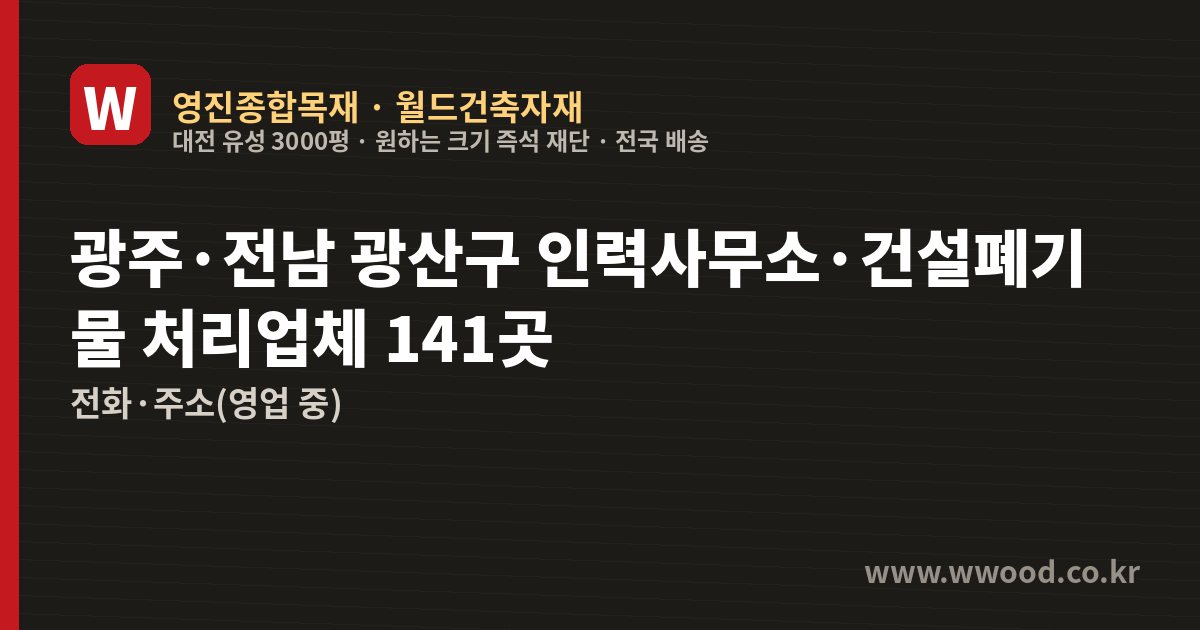 W
영진종합목재 · 월드건축자재
대전 유성 3000평 · 원하는 크기 즉석 재단 · 전국 배송
광주·전남 광산구 인력사무소·건설폐기
물 처리업체 141곳
전화·주소(영업 중)
www.wwood.co.kr